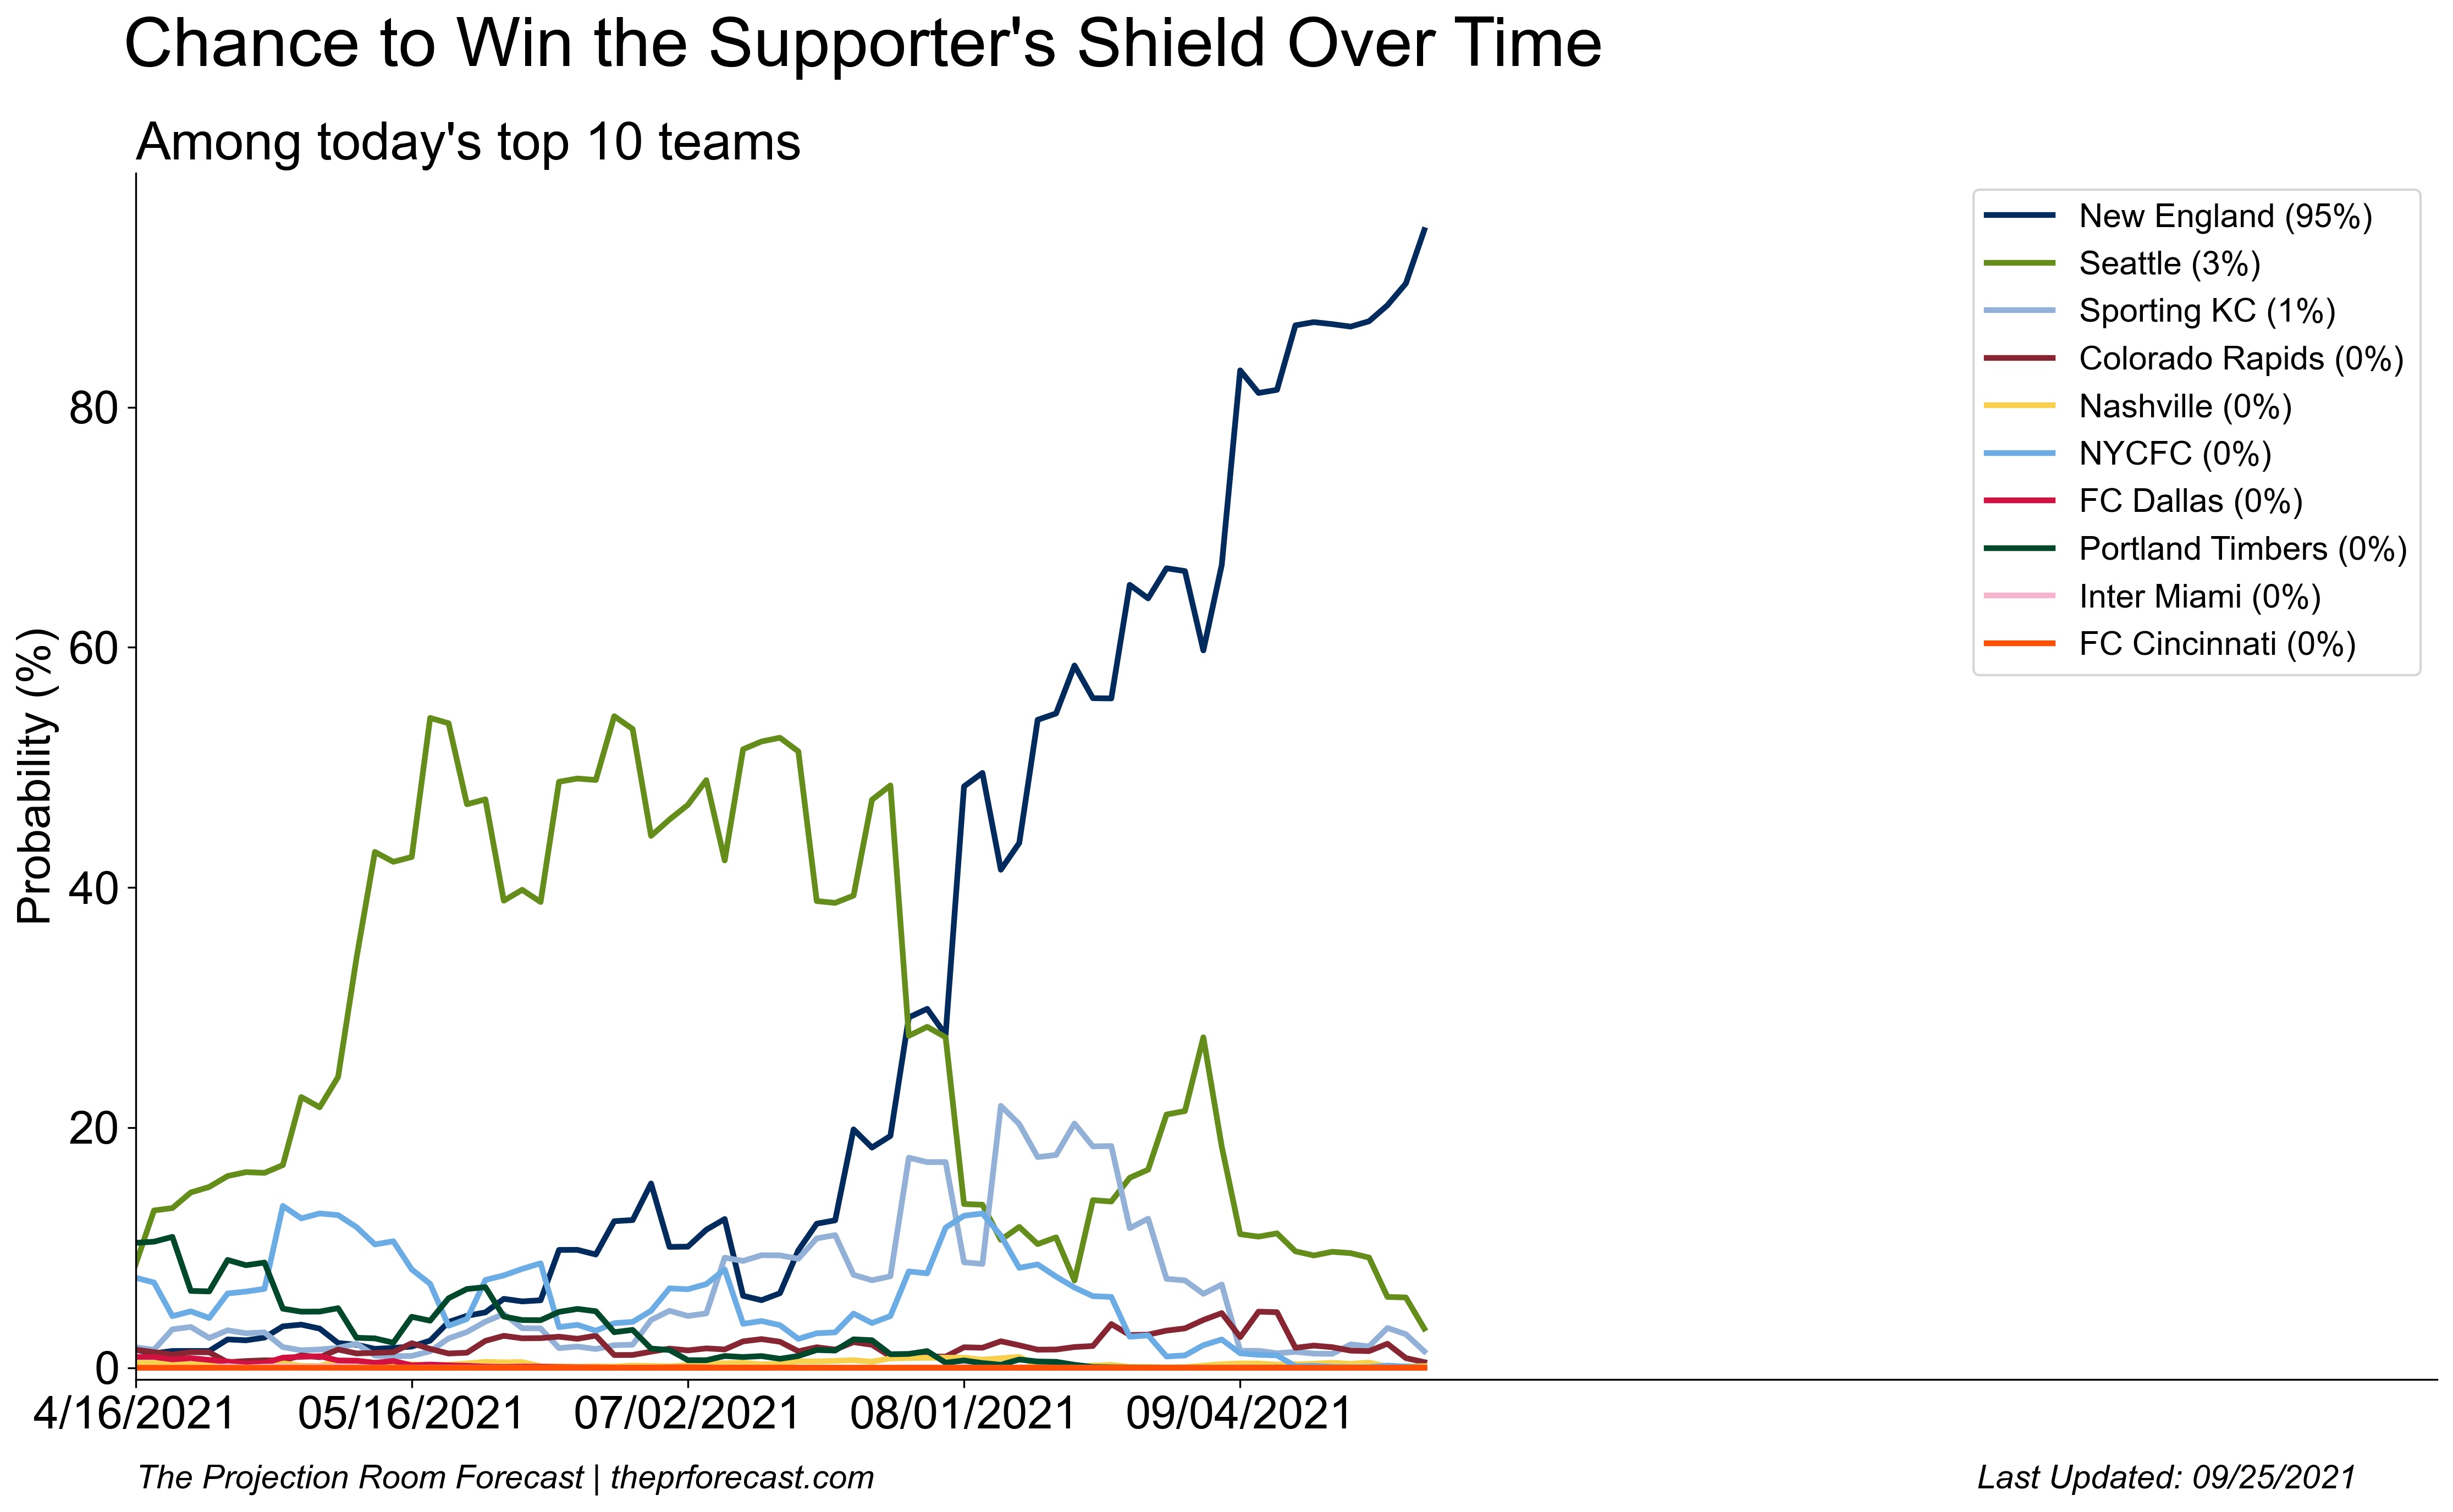 Chance to Win the Supporter's Shield Over Time
Among today's top 10 teams
New England (95%)
Seattle (3%)
Sporting KC (1%)
Colorado Rapids (0%)
Nashville (0%)
NYCFC (0%)
FC Dallas (0%)
Portland Timbers (0%)
Inter Miami (0%)
FC Cincinnati (0%)
Probability (%)
80
60
40
20
0
4/16/2021 05/16/2021 07/02/2021 08/01/2021 09/04/2021
The Projection Room Forecast | theprforecast.com
Last Updated: 09/25/2021